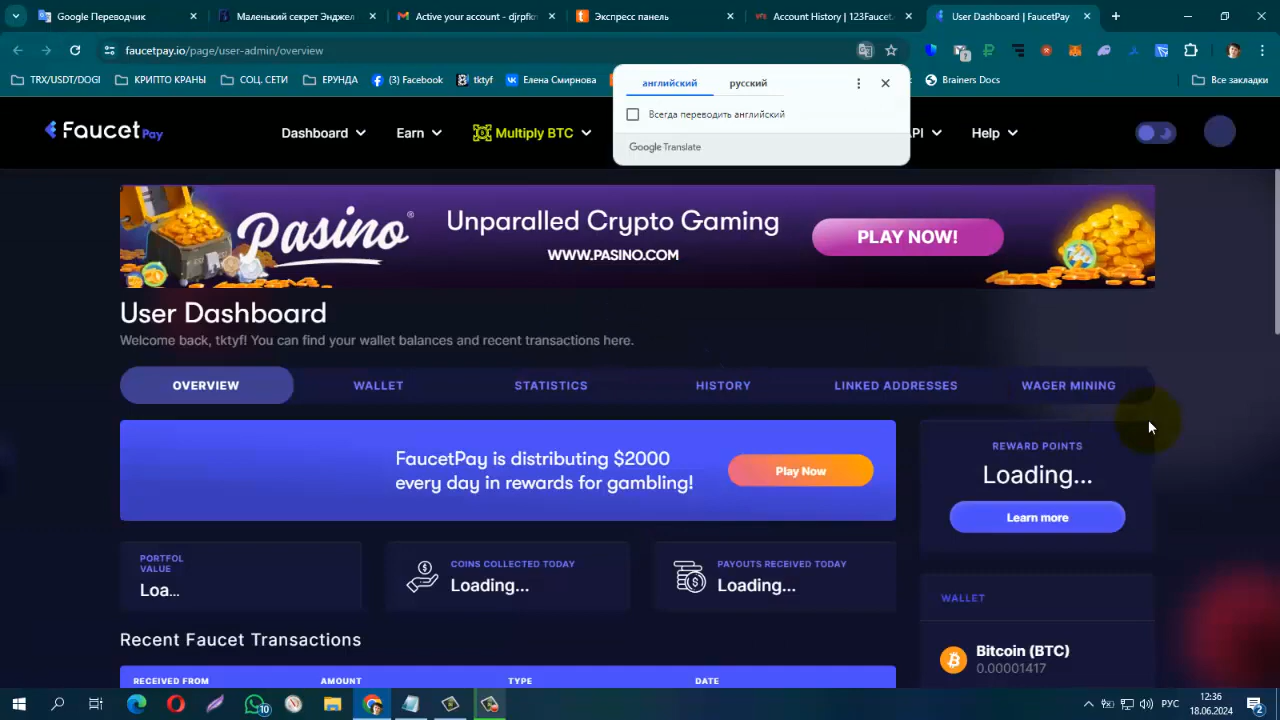 Google Переводчик
Маленький секрет Энджел
Active your account - djrpfkr
Экспресс панель
Account History | 123Faucet
User Dashboard | FaucetPay
faucetpay.io/page/user-admin/overview
TRX/USDT/DOGI
КРИПТО КРАНЫ
СОЦ. СЕТИ
ЕРУНДА
(3) Facebook
tktyf
Елена Смирнова
Brainers Docs
Все закладки
английский
русский
Всегда переводить английский
Google Translate
FaucetPay
Dashboard
Earn
Multiply BTC
PI
Help
Pasino®
Unparalled Crypto Gaming
WWW.PASINO.COM
PLAY NOW!
User Dashboard
Welcome back, tktyf! You can find your wallet balances and recent transactions here.
OVERVIEW
WALLET
STATISTICS
HISTORY
LINKED ADDRESSES
WAGER MINING
FaucetPay is distributing $2000
every day in rewards for gambling!
Play Now
REWARD POINTS
Loading...
Learn more
PORTFOL
VALUE
Loa...
COINS COLLECTED TODAY
Loading...
PAYOUTS RECEIVED TODAY
Loading...
WALLET
Bitcoin (BTC)
0.00001417
Recent Faucet Transactions
RECEIVED FROM
AMOUNT
TYPE
DATE
10
РУС
12:36
18.06.2024
2